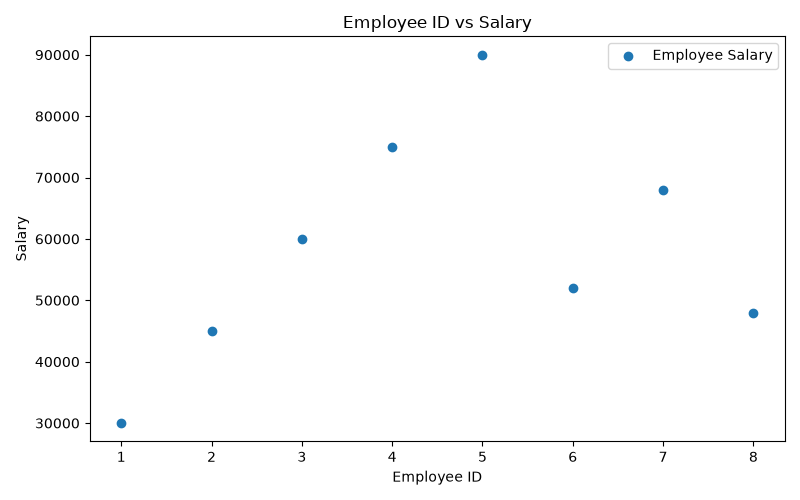 Employee ID vs Salary
Employee Salary
Salary
90000
80000
70000
60000
50000
40000
30000
1 2 3 4 5 6 7 8
Employee ID